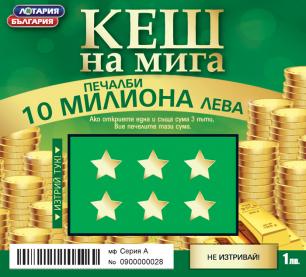 ЛОТАРИЯ
БЪЛГАРИЯ
КЕШ
НА МИГА
ПЕЧАЛБИ
10 МИЛИОНА ЛЕВА
Ако откриете една и съща сума 3 пъти,
Вие печелите тази сума.
ИЗТРИЙ ТУК!
мф Серия А
No 0900000028
НЕ ИЗТРИВАЙ!
1лв.